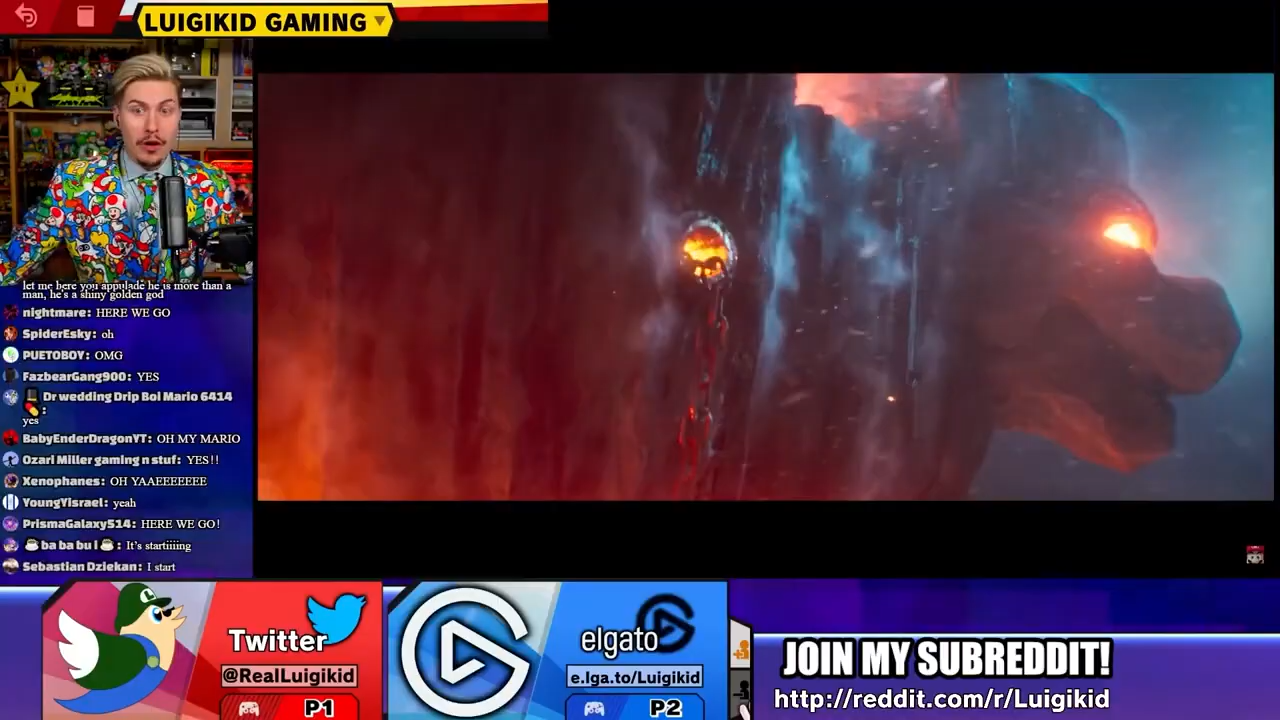 LUIGIKID GAMING
let me here you appulade he is more than a
man, he's a shiny golden god
nightmare: HERE WE GO
SpiderEsky: oh
PUETOBOY: OMG
FazbearGang900: YES
Dr wedding Drip Boi Mario 6414
:
yes
BabyEnderDragonYT: OH MY MARIO
Ozari Miller gaming n stuf: YES!!
Xenophanes: OH YAAEEEEEEE
YoungYisrael: yeah
PrismaGalaxy514: HERE WE GO!
ba ba bu i : It's startiiiing
Sebastian Dziekan: I start
Twitter
@RealLuigikid
P1
elgato
e.lga.to/Luigikid
P2
JOIN MY SUBREDDIT!
http://reddit.com/r/Luigikid